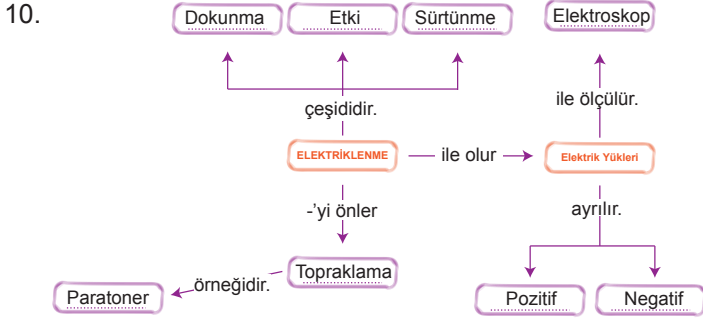 10.
Dokunma Etki Sürtünme Elektroskop
çeşididir.
ile ölçülür.
ELEKTRİKLENME ile olur Elektrik Yükleri
-'yi önler
ayrılır.
Topraklama
örneğidir.
Paratoner
Pozitif Negatif